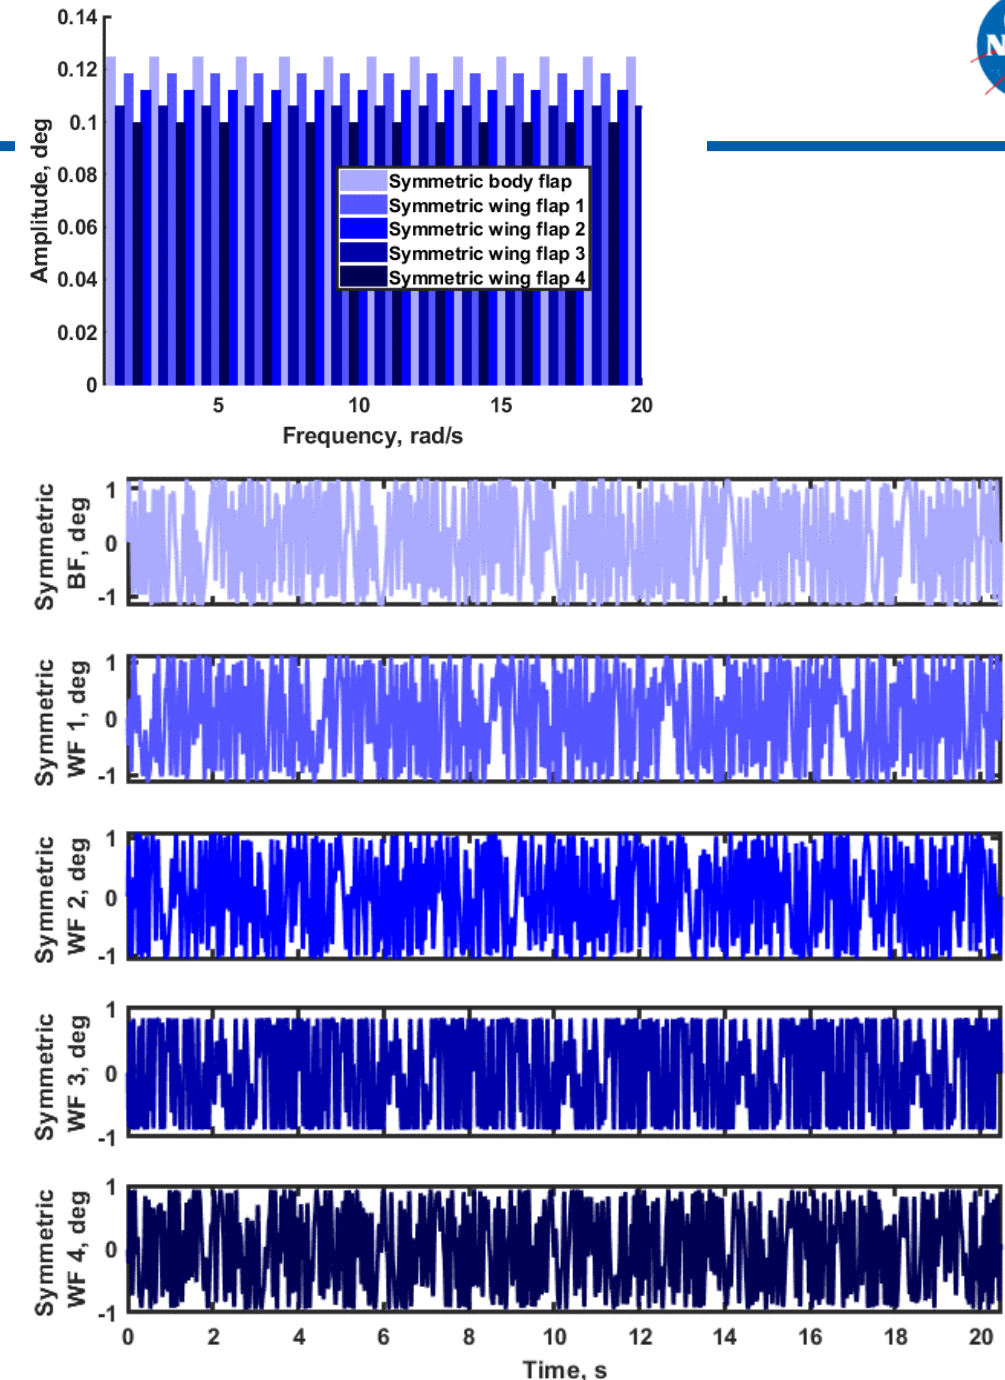 N
0.14
0.12
0.1
0.08
0.06
0.04
0.02
0
Amplitude, deg
Symmetric body flap
Symmetric wing flap 1
Symmetric wing flap 2
Symmetric wing flap 3
Symmetric wing flap 4
5 10 15 20
Frequency, rad/s
Symmetric
BF, deg
1
0
-1
Symmetric
WF 1, deg
1
0
-1
Symmetric
WF 2, deg
1
0
-1
Symmetric
WF 3, deg
1
0
-1
Symmetric
WF 4, deg
1
0
-1
0 2 4 6 8 10 12 14 16 18 20
Time, s